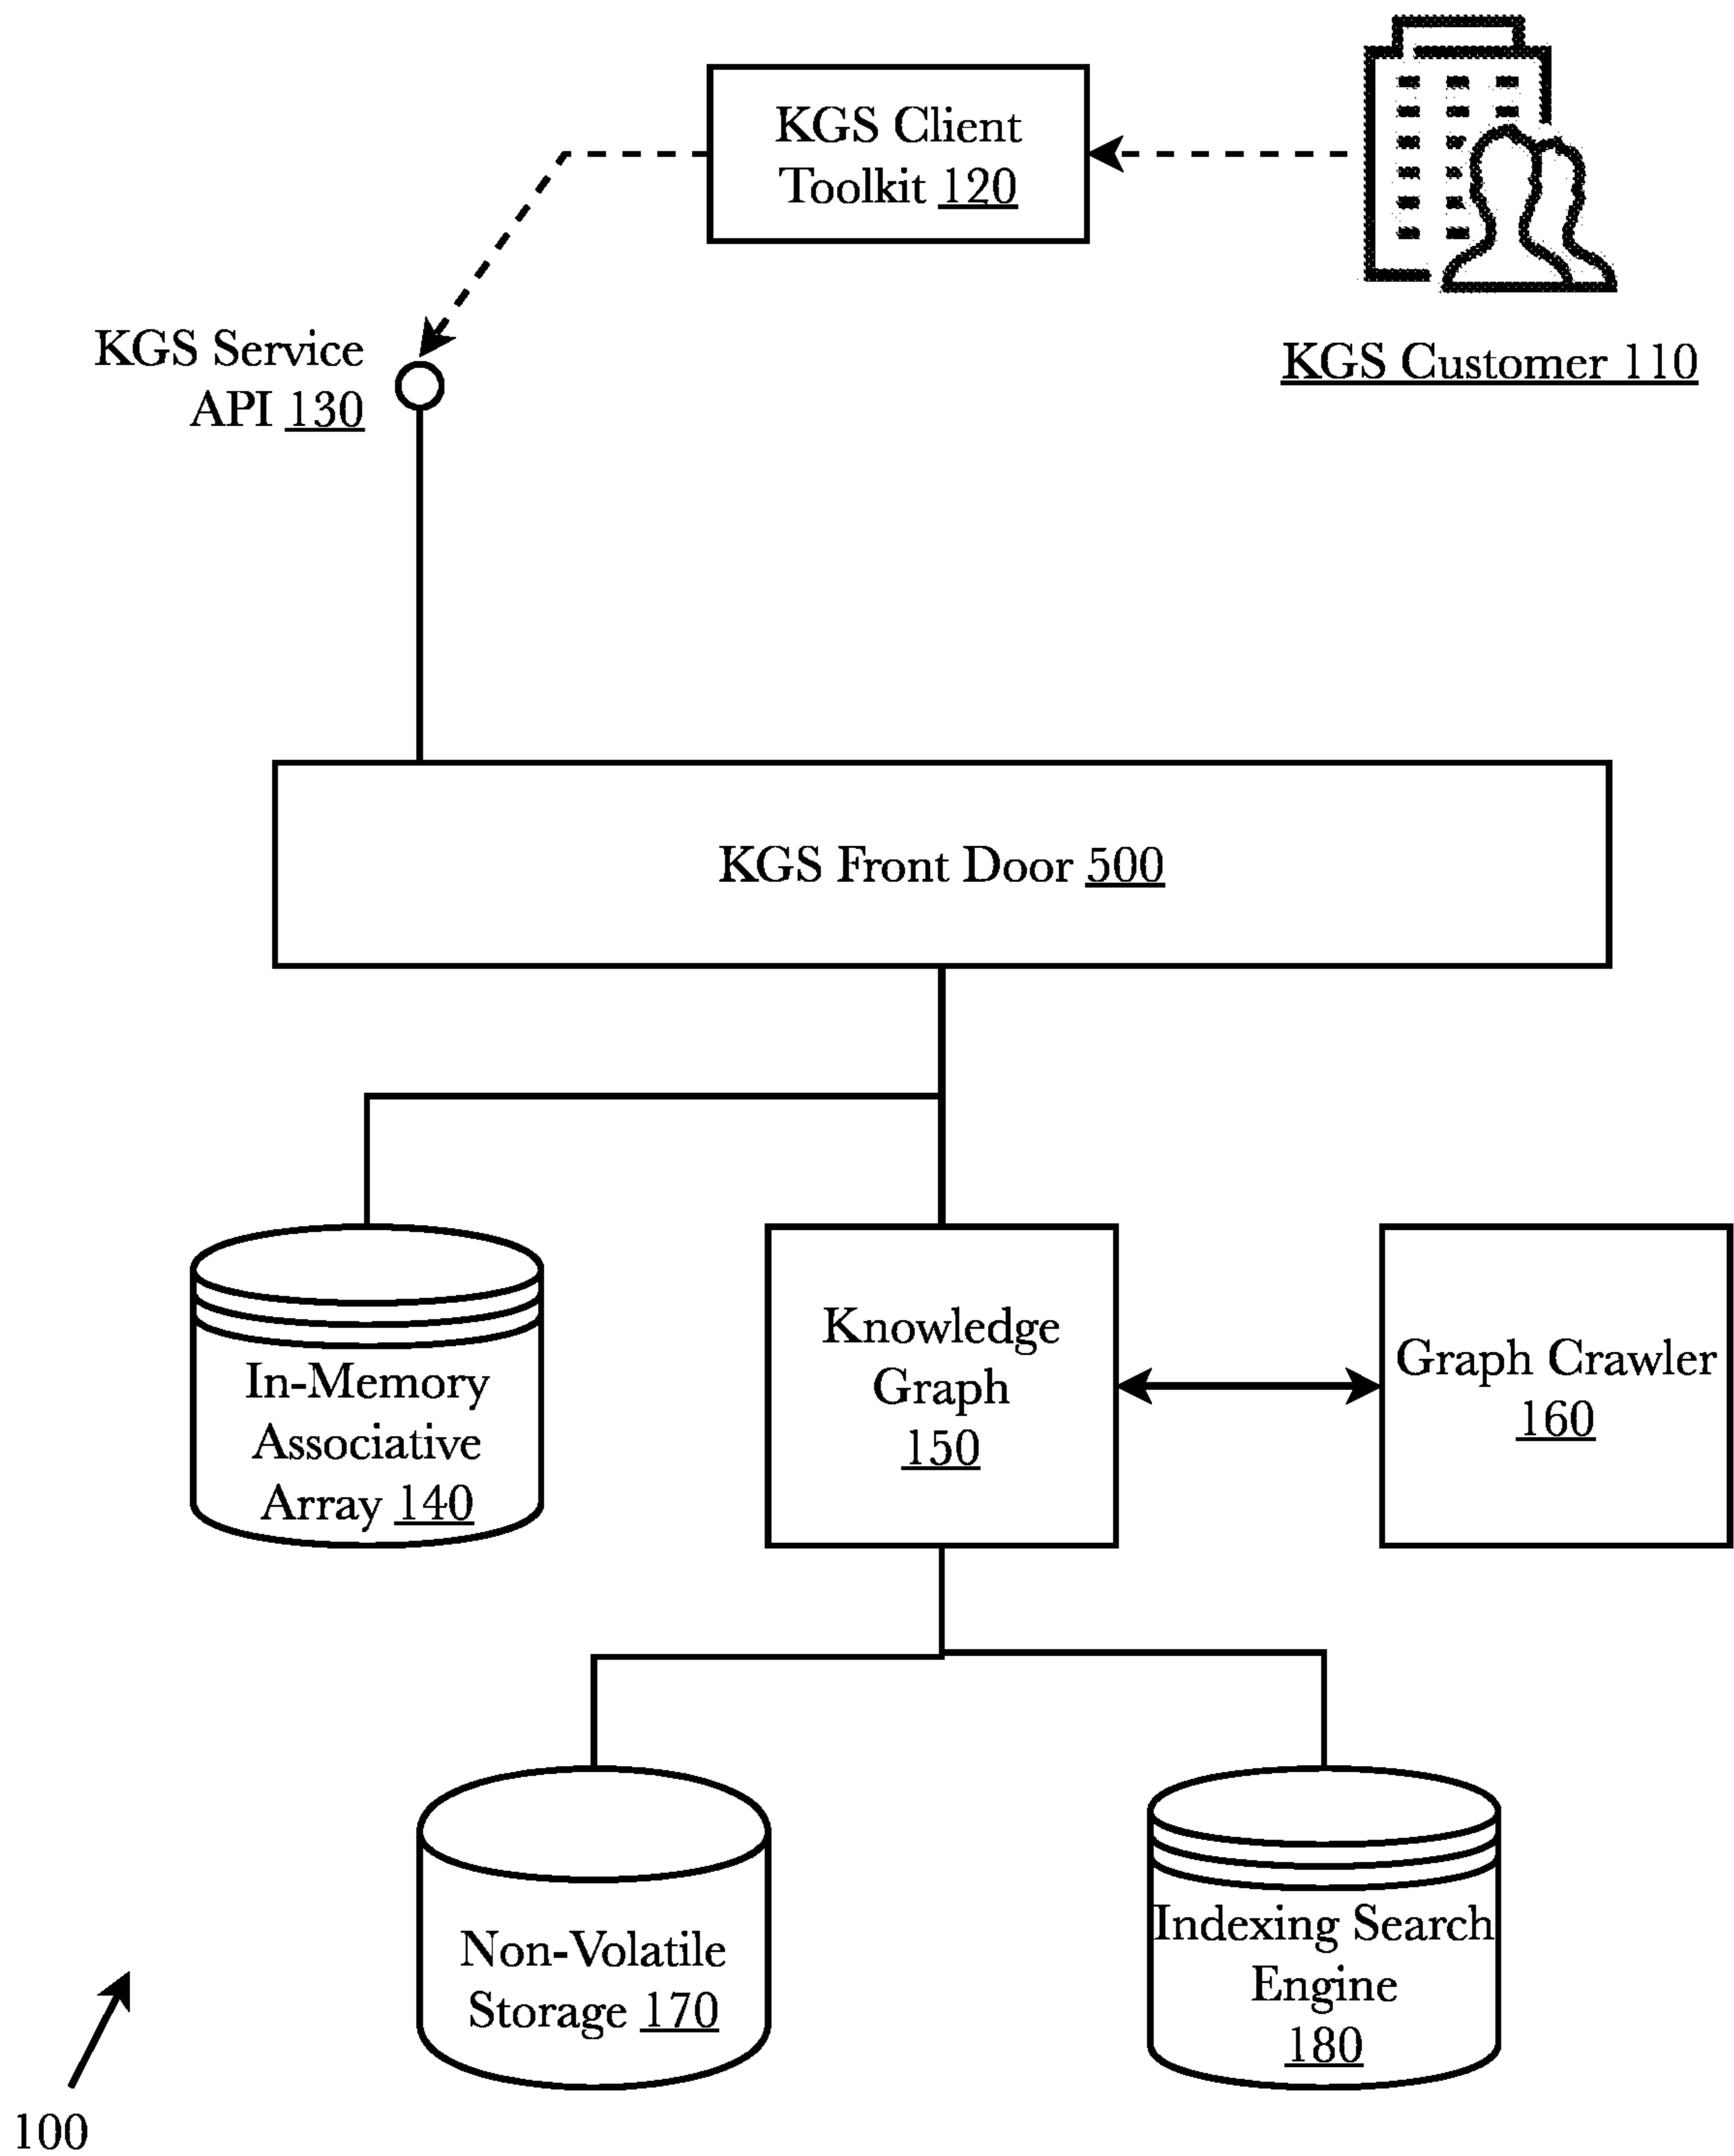 KGS Client
Toolkit 120
KGS Service
API 130
KGS Customer 110
KGS Front Door 500
In-Memory
Associative
Array 140
Knowledge
Graph
150
Graph Crawler
160
Non-Volatile
Storage 170
Indexing Search
Engine
180
100